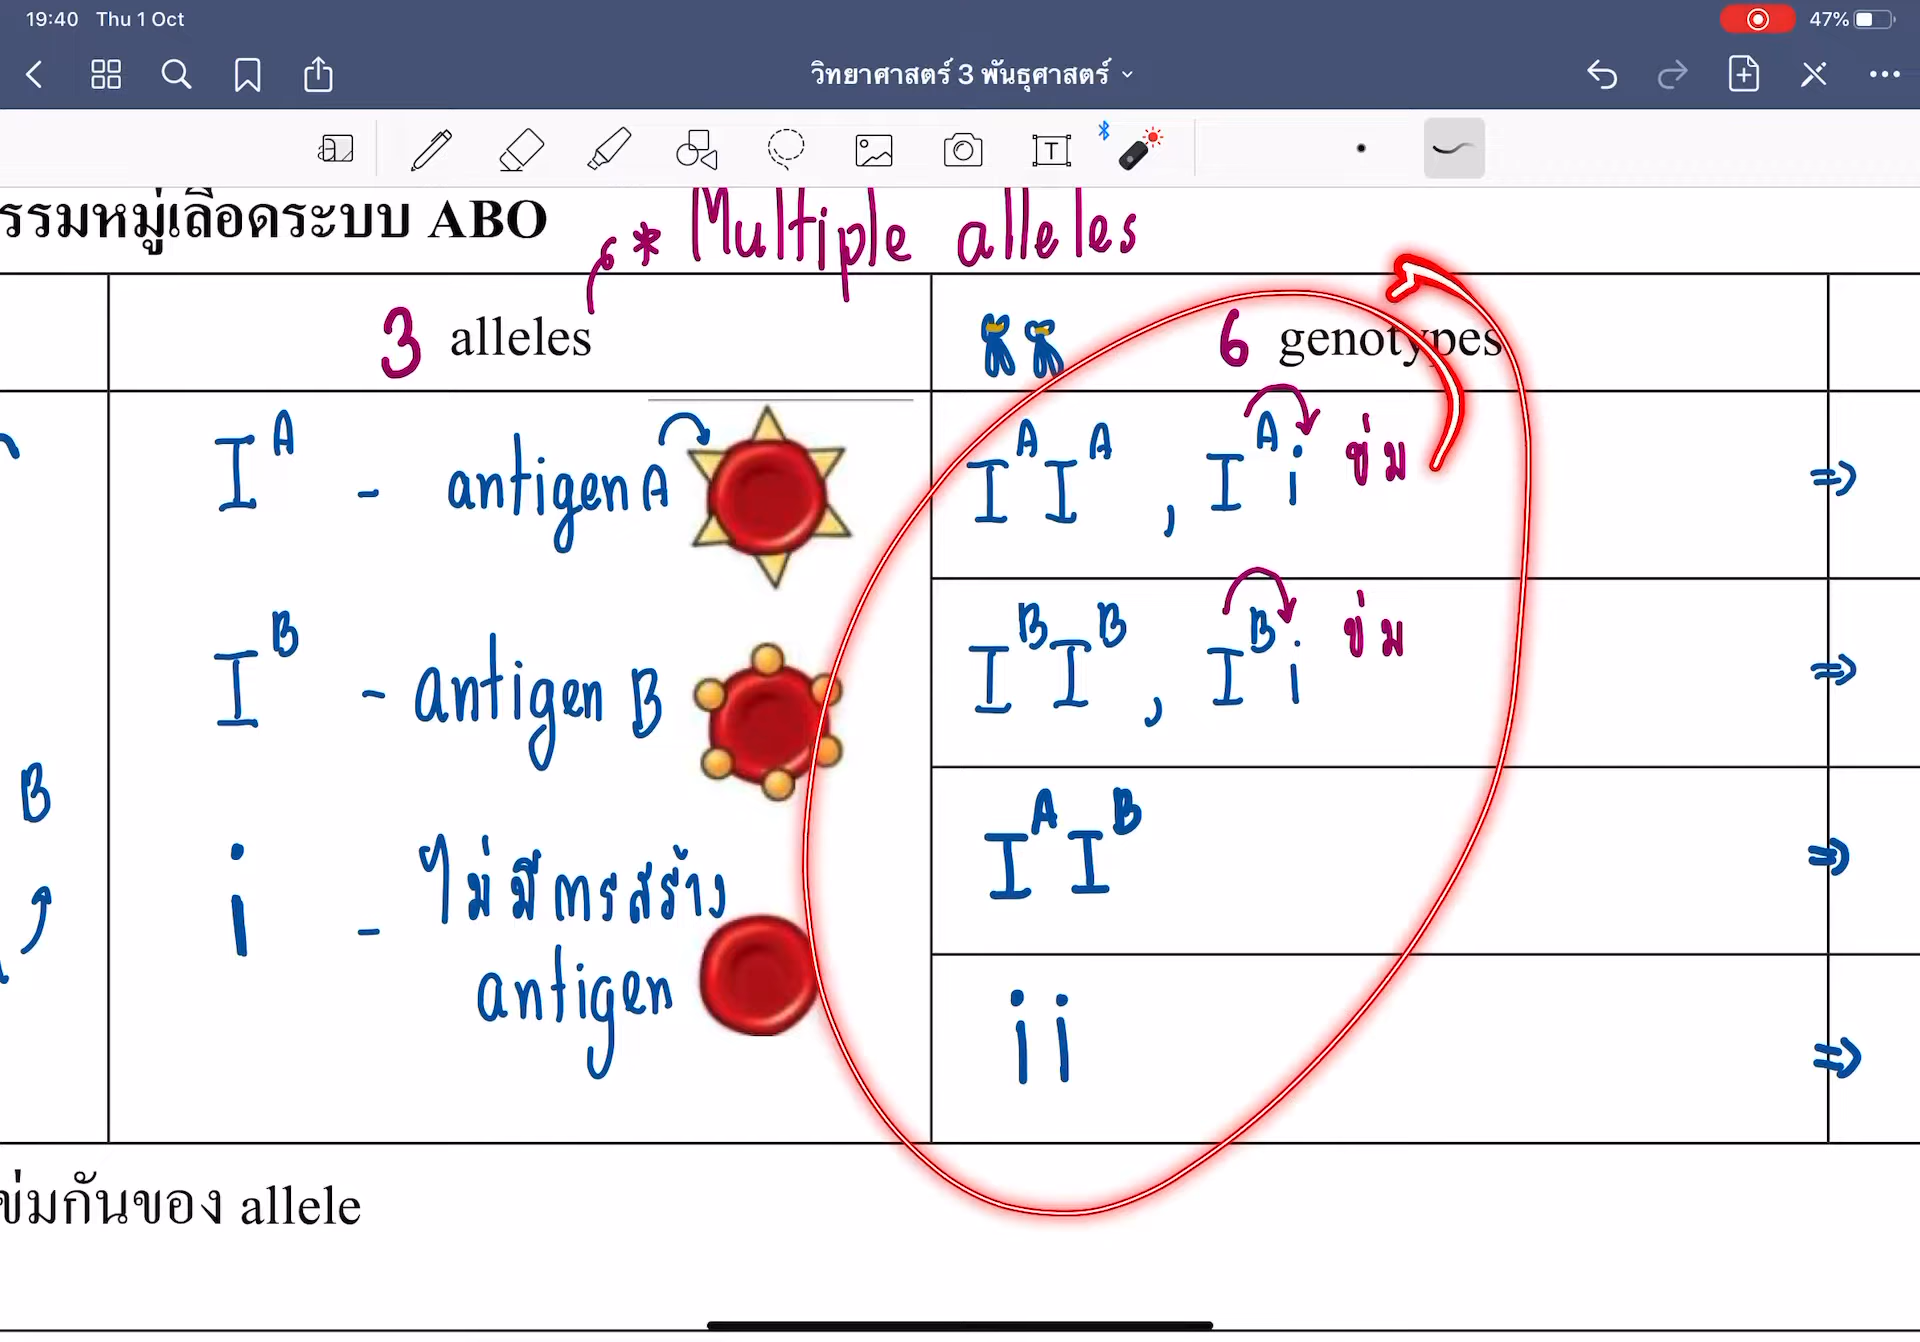 19:40 Thu 1 Oct
47%
วิทยาศาสตร์ 3 พันธุศาสตร์
T
รรมหมู่เลือดระบบ ABO
* Multiple alleles
3 alleles
6 genotypes
I^A - antigen A
I^A I^A , I^A i ข่ม
⇒
I^B - antigen B
I^B I^B , I^B i ข่ม
⇒
B
i - ไม่มีการสร้าง
antigen
I^A I^B
⇒
i i
⇒
ข่มกันของ allele